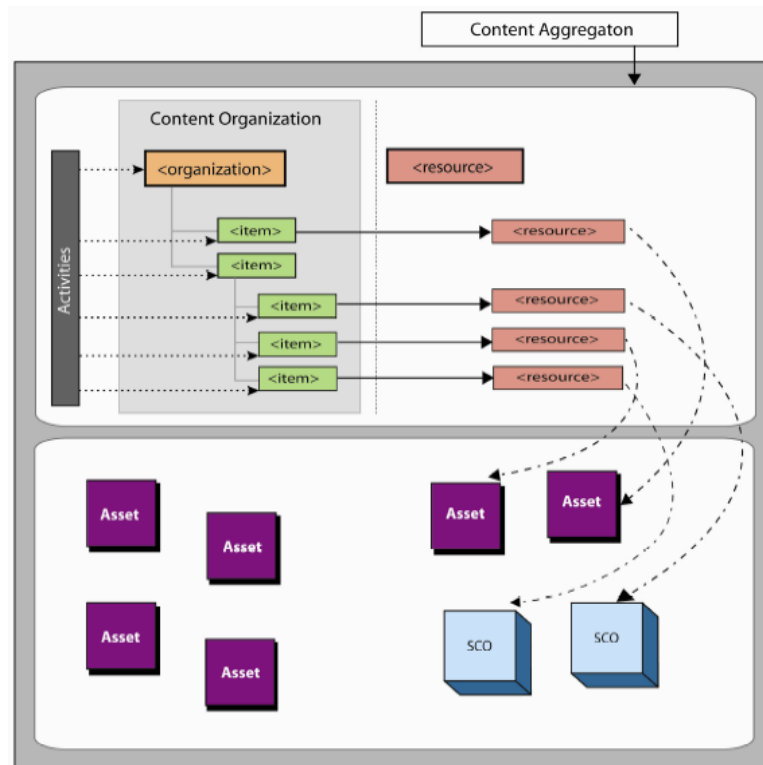 Content Aggregaton
Content Organization
Activities
<organization>
<resource>
<item>
<resource>
<item>
<item>
<resource>
<item>
<resource>
<item>
<resource>
Asset
Asset
Asset
Asset
Asset
Asset
SCO
SCO